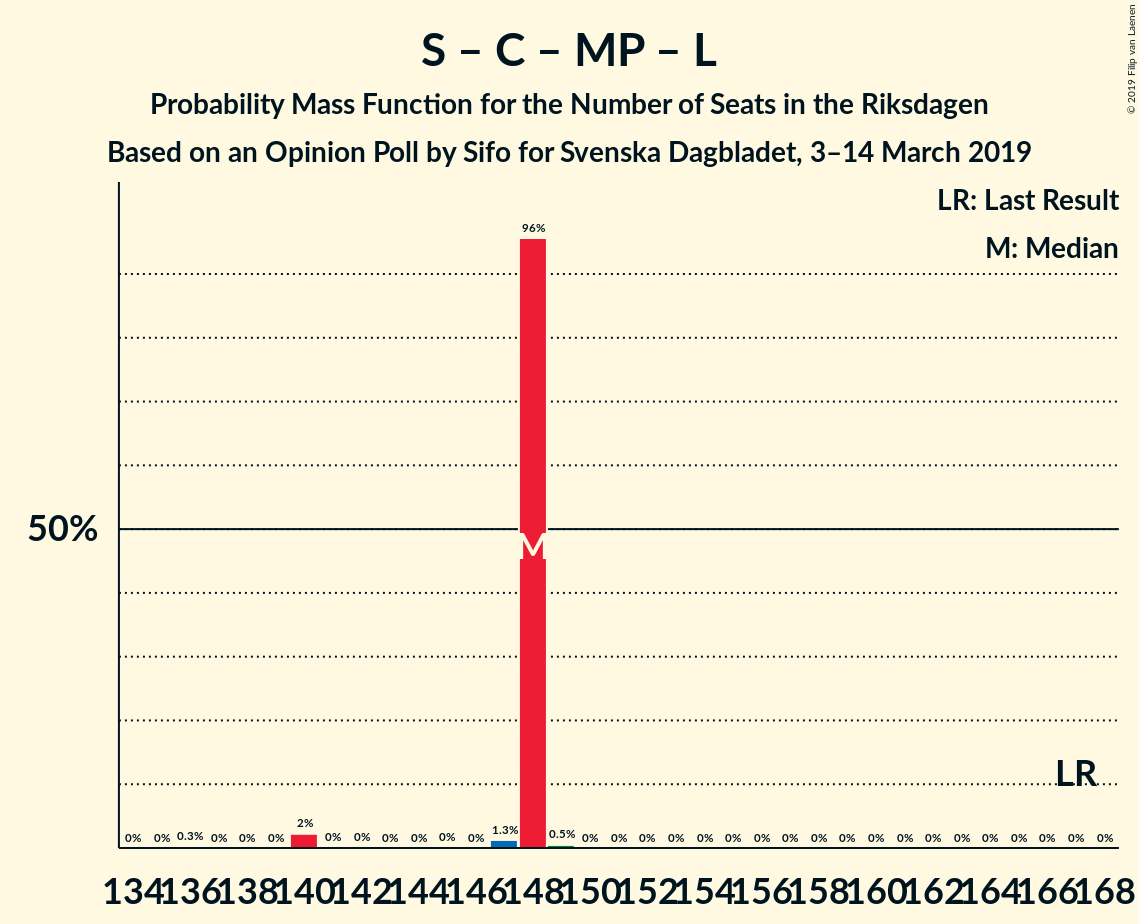 S – C – MP – L
Probability Mass Function for the Number of Seats in the Riksdagen
Based on an Opinion Poll by Sifo for Svenska Dagbladet, 3–14 March 2019
© 2019 Filip van Laenen
LR: Last Result
M: Median
96%
50%
M
LR
0% 0% 0.3% 0% 0% 0% 2% 0% 0% 0% 0% 0% 0% 1.3% 0.5% 0% 0% 0% 0% 0% 0% 0% 0% 0% 0% 0% 0% 0% 0% 0% 0% 0% 0% 0%
134 136 138 140 142 144 146 148 150 152 154 156 158 160 162 164 166 168